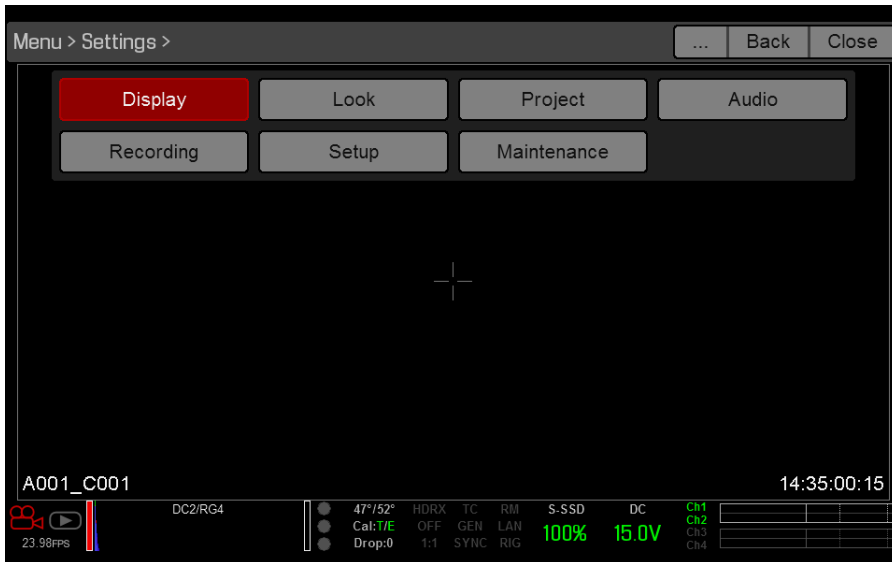 Menu > Settings > ... Back Close
Display Look Project Audio
Recording Setup Maintenance
A001_C001 14:35:00:15
DC2/RG4 47°/52° HDRX TC RM S-SSD DC Ch1
Cal:T/E OFF GEN LAN 100% 15.0V Ch2
23.98FPS Drop:0 1:1 SYNC RIG Ch3
Ch4